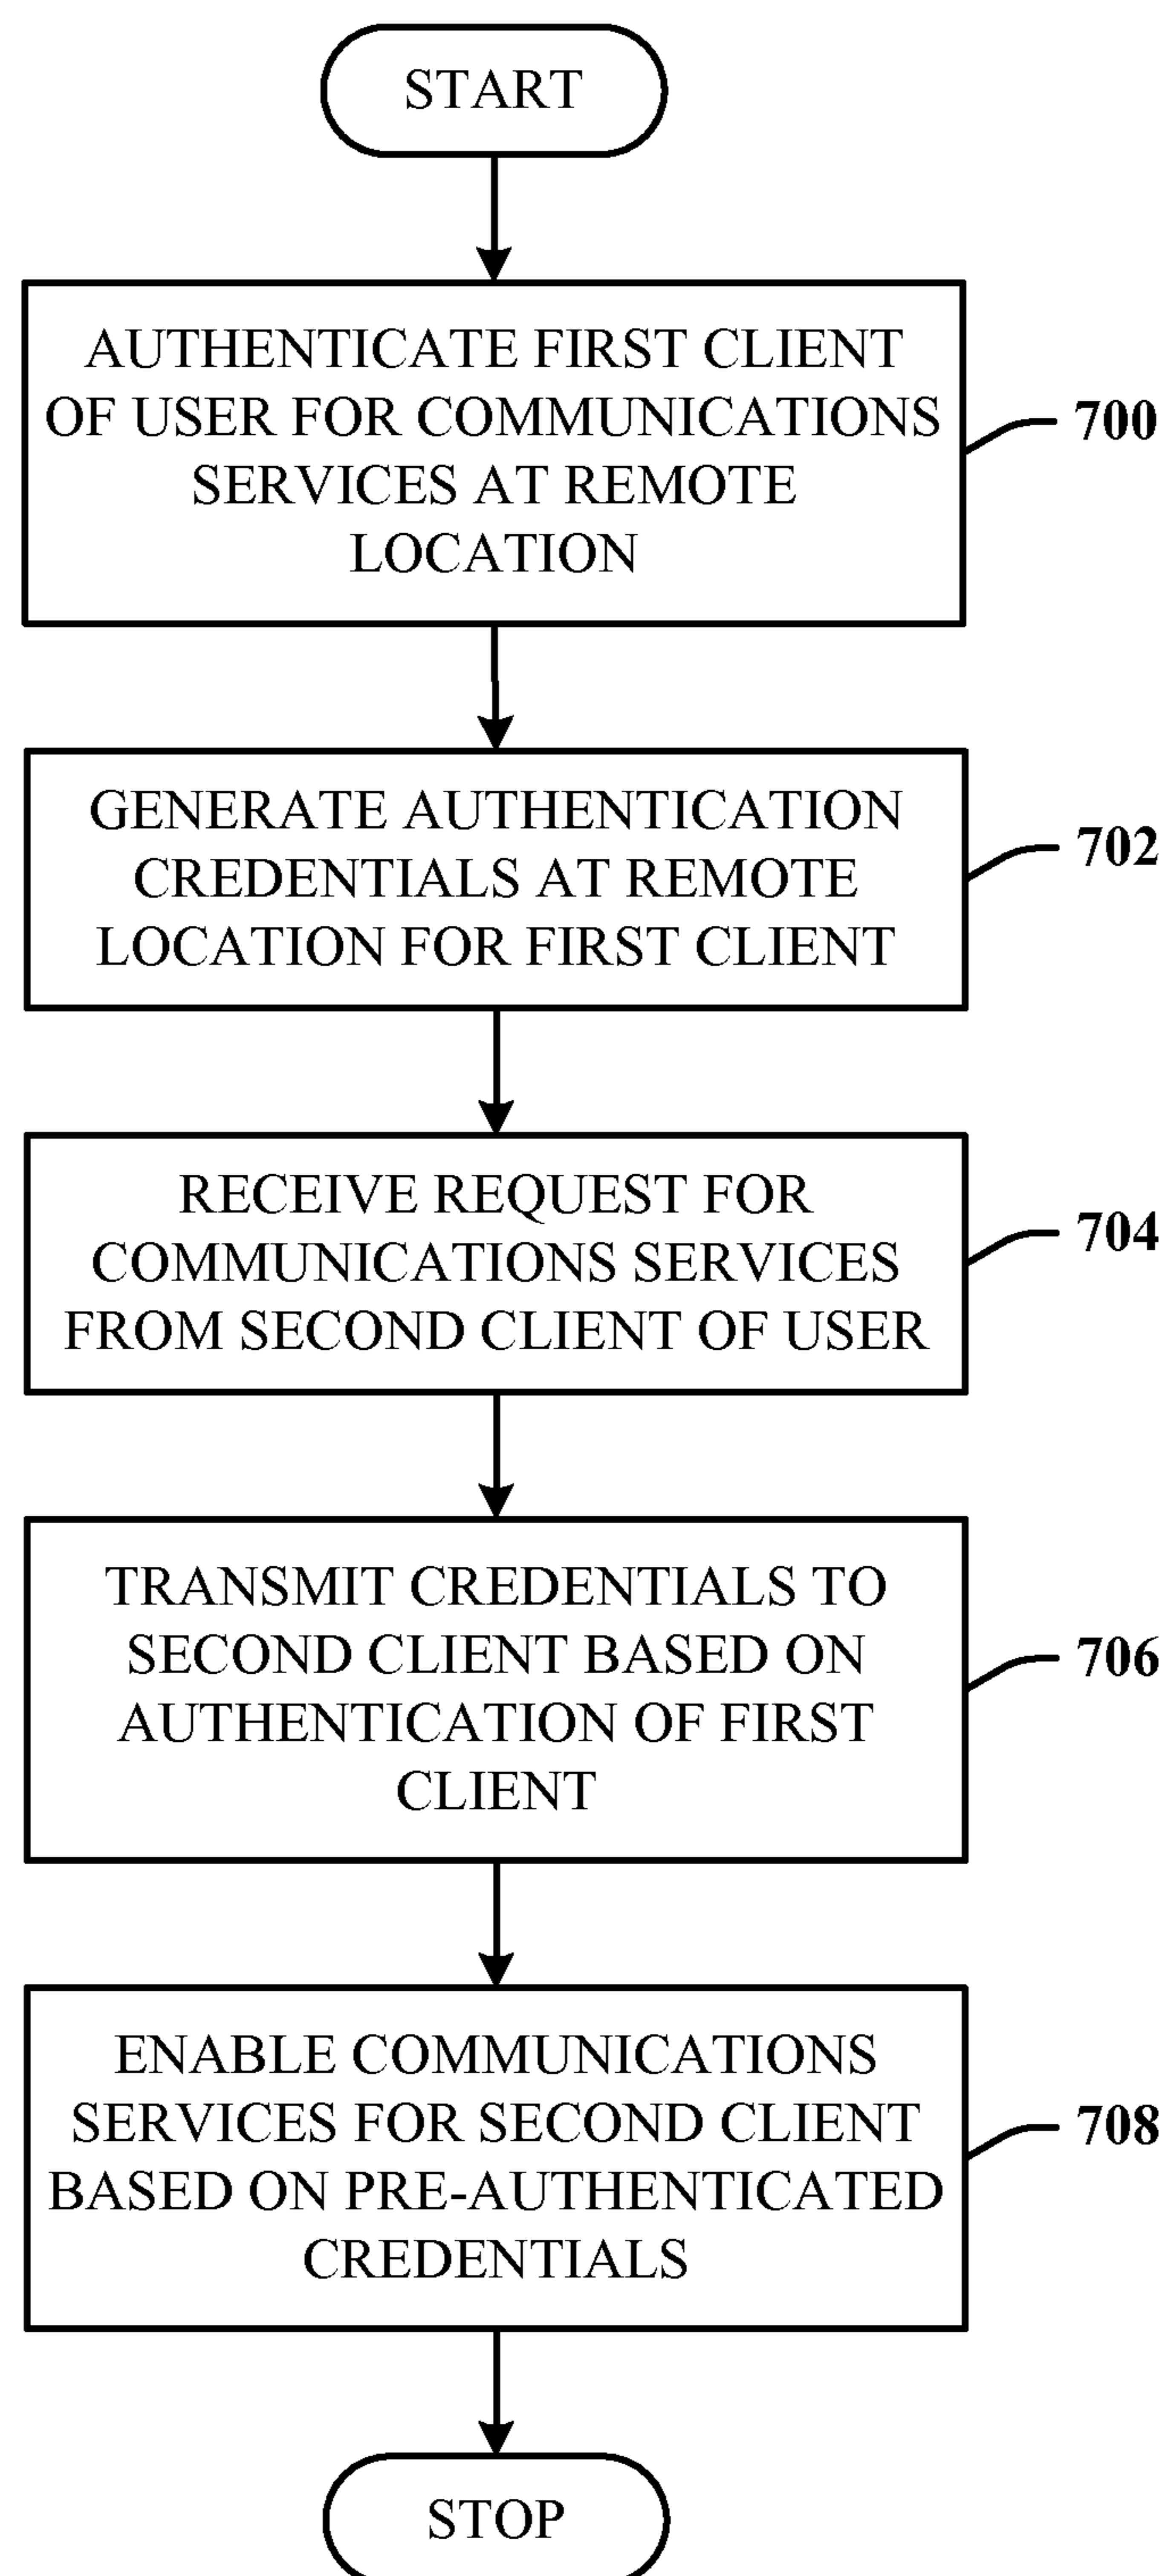 START
AUTHENTICATE FIRST CLIENT
OF USER FOR COMMUNICATIONS
SERVICES AT REMOTE
LOCATION
700
GENERATE AUTHENTICATION
CREDENTIALS AT REMOTE
LOCATION FOR FIRST CLIENT
702
RECEIVE REQUEST FOR
COMMUNICATIONS SERVICES
FROM SECOND CLIENT OF USER
704
TRANSMIT CREDENTIALS TO
SECOND CLIENT BASED ON
AUTHENTICATION OF FIRST
CLIENT
706
ENABLE COMMUNICATIONS
SERVICES FOR SECOND CLIENT
BASED ON PRE-AUTHENTICATED
CREDENTIALS
708
STOP